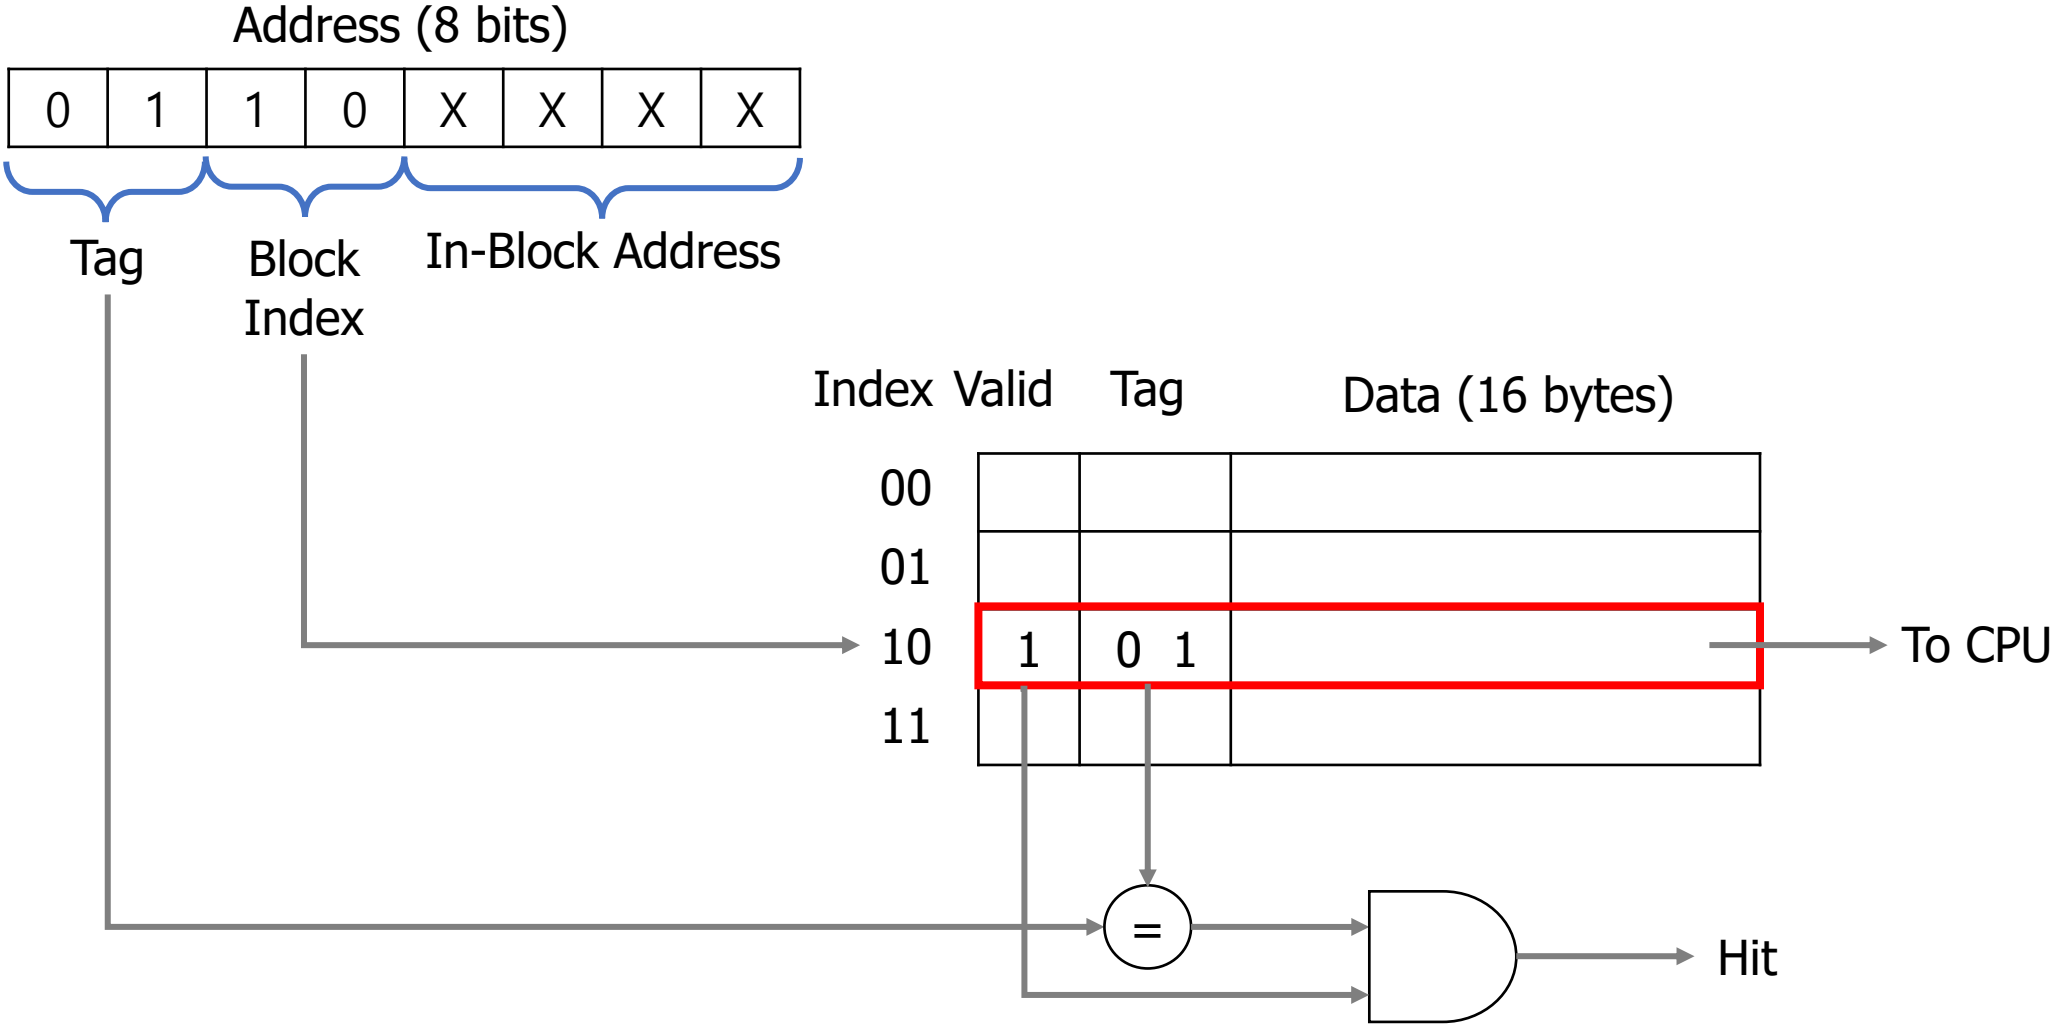 Address (8 bits)
0 1 1 0 X X X X
Tag
Block
Index
In-Block Address
Index Valid Tag Data (16 bytes)
00
01
10 1 0 1 To CPU
11
=
Hit